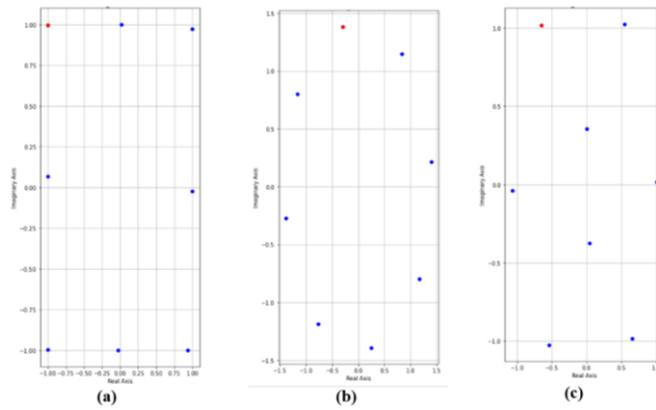 1.00
0.75
0.50
0.25
0.00
−0.25
−0.50
−0.75
−1.00
Imaginary Axis
−1.00 −0.75 −0.50 −0.25 0.00 0.25 0.50 0.75 1.00
Real Axis
(a)
1.5
1.0
0.5
0.0
−0.5
−1.0
−1.5
Imaginary Axis
−1.5 −1.0 −0.5 0.0 0.5 1.0 1.5
Real Axis
(b)
1.0
0.5
0.0
−0.5
−1.0
Imaginary Axis
−1.0 −0.5 0.0 0.5 1.0
Real Axis
(c)